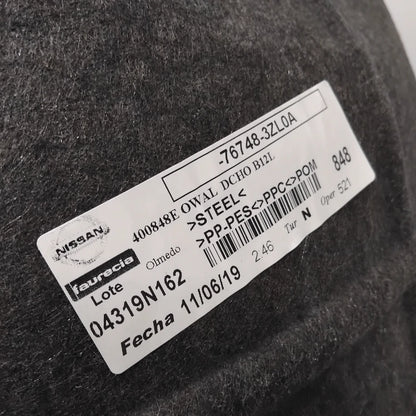 -76748-3ZL0A
400848E OWAL DCHO B12L
NISSAN
>STEEL<
848
faurecia
Olmedo
>PP-PES<>PPC<>POM
Lote
04319N162
2.46
Tur N
Oper 521
Fecha 11/06/19